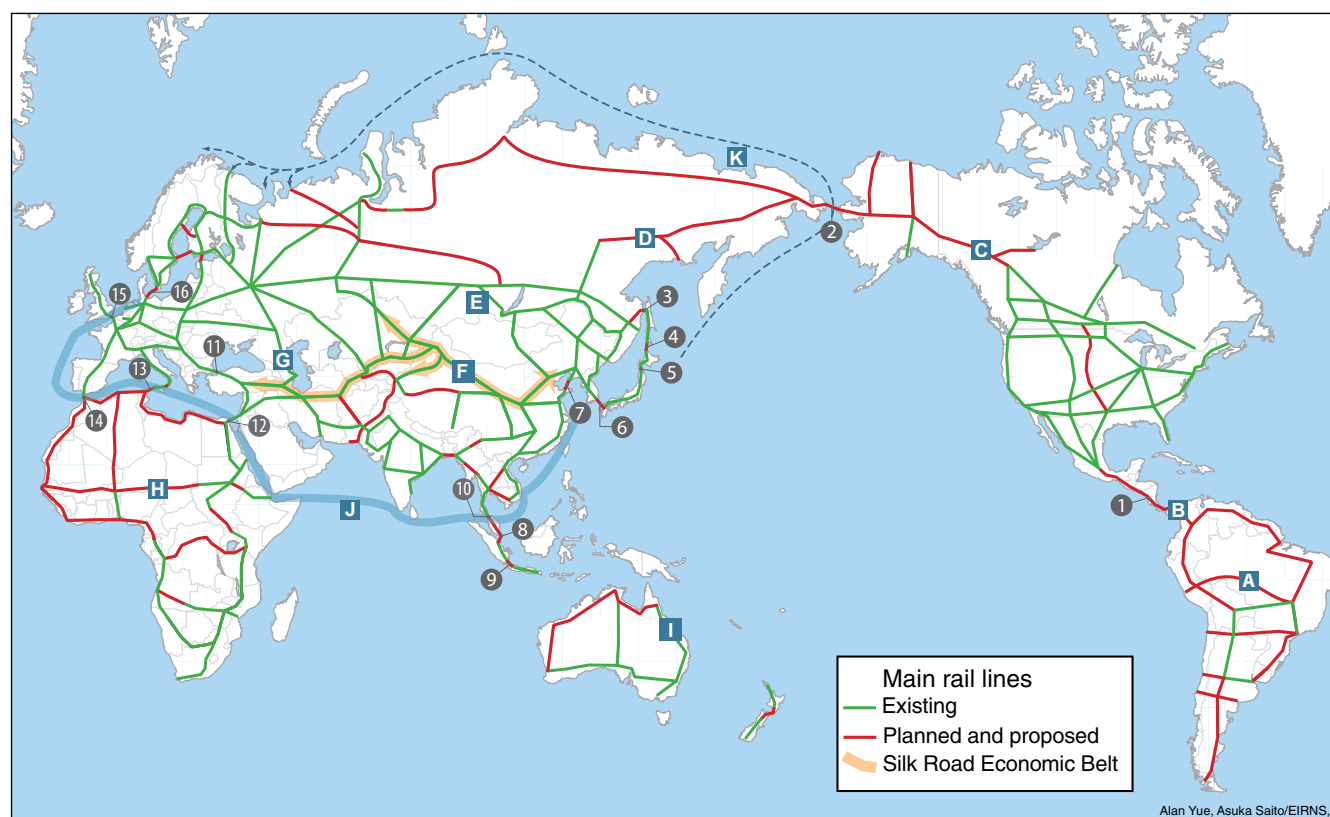 K
2
D
C
3
15
16
E
4
11
G
F
5
13
7
14
12
6
H
10
J
1
B
8
9
A
I
Main rail lines
Existing
Planned and proposed
Silk Road Economic Belt
Alan Yue, Asuka Saito/EIRNS,